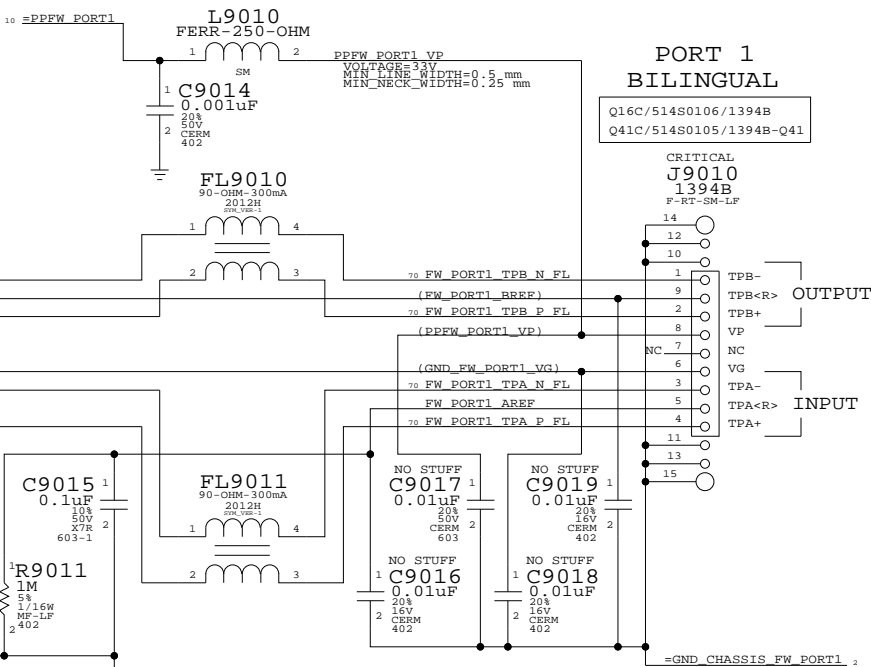 10 =PPFW_PORT1
L9010
FERR-250-OHM
1 2
SM
PPFW_PORT1_VP
VOLTAGE=33V
MIN_LINE_WIDTH=0.5 mm
MIN_NECK_WIDTH=0.25 mm
1 C9014
0.001uF
20%
50V
2 CERM
402
PORT 1
BILINGUAL
Q16C/514S0106/1394B
Q41C/514S0105/1394B-Q41
CRITICAL
J9010
1394B
F-RT-SM-LF
FL9010
90-OHM-300mA
2012H
SYM_VER-1
1 4
2 3
14
12
10
70 FW_PORT1_TPB_N_FL 1 TPB-
(FW_PORT1_BREF) 9 TPB<R> OUTPUT
70 FW_PORT1_TPB_P_FL 2 TPB+
(PPFW_PORT1_VP) 8 VP
NC 7 NC
(GND_FW_PORT1_VG) 6 VG
70 FW_PORT1_TPA_N_FL 3 TPA-
FW_PORT1_AREF 5 TPA<R> INPUT
70 FW_PORT1_TPA_P_FL 4 TPA+
11
13
15
C9015 1
0.1uF
10%
50V
X7R 2
603-1
FL9011
90-OHM-300mA
2012H
SYM_VER-1
1 4
2 3
NO STUFF
C9017 1
0.01uF
20%
50V
CERM 2
603
NO STUFF
C9019 1
0.01uF
20%
16V
CERM 2
402
1 R9011
1M
5%
1/16W
MF-LF
2 402
NO STUFF
1 C9016
0.01uF
20%
16V
2 CERM
402
NO STUFF
1 C9018
0.01uF
20%
16V
2 CERM
402
=GND_CHASSIS_FW_PORT1 2